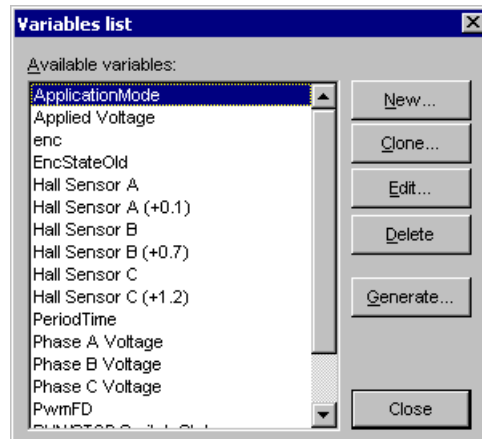 Variables list
Available variables:
ApplicationMode
Applied Voltage
enc
EncStateOld
Hall Sensor A
Hall Sensor A (+0.1)
Hall Sensor B
Hall Sensor B (+0.7)
Hall Sensor C
Hall Sensor C (+1.2)
PeriodTime
Phase A Voltage
Phase B Voltage
Phase C Voltage
PwmFD
New...
Clone...
Edit...
Delete
Generate...
Close